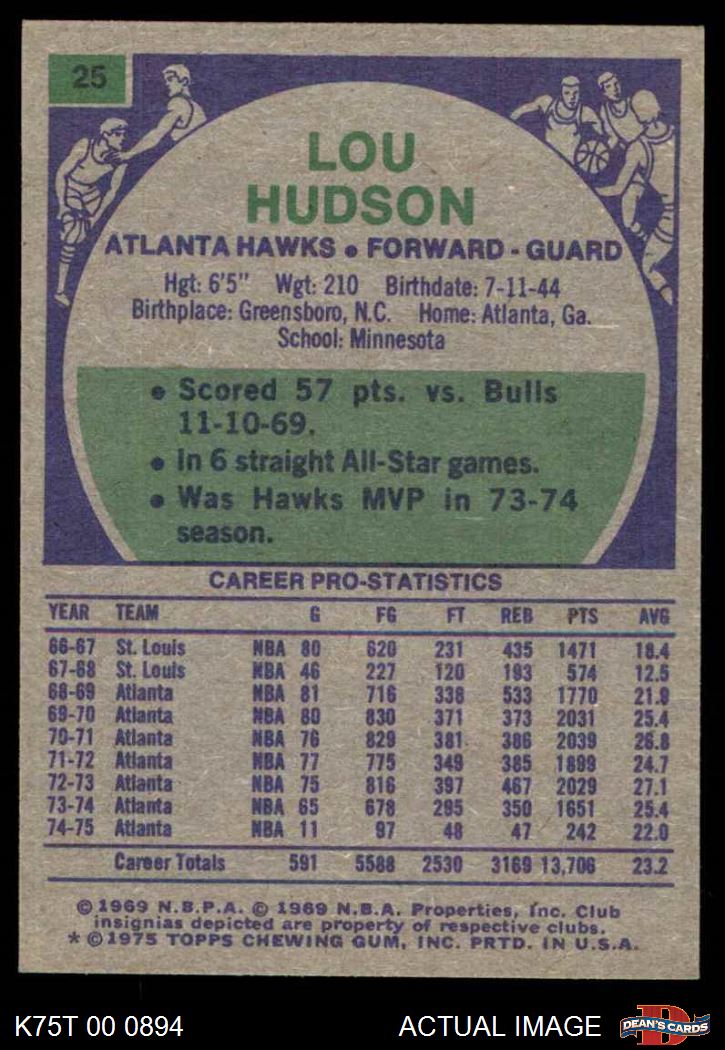 25
LOU
HUDSON
ATLANTA HAWKS • FORWARD - GUARD
Hgt: 6'5" Wgt: 210 Birthdate: 7-11-44
Birthplace: Greensboro, N.C. Home: Atlanta, Ga.
School: Minnesota
• Scored 57 pts. vs. Bulls
11-10-69.
• In 6 straight All-Star games.
• Was Hawks MVP in 73-74
season.
CAREER PRO-STATISTICS
YEAR TEAM G FG FT REB PTS AVG
66-67 St. Louis NBA 80 620 231 435 1471 18.4
67-68 St. Louis NBA 46 227 120 193 574 12.5
68-69 Atlanta NBA 81 716 338 533 1770 21.9
69-70 Atlanta NBA 80 830 371 373 2031 25.4
70-71 Atlanta NBA 76 829 381 386 2039 26.8
71-72 Atlanta NBA 77 775 349 385 1899 24.7
72-73 Atlanta NBA 75 816 397 467 2029 27.1
73-74 Atlanta NBA 65 678 295 350 1651 25.4
74-75 Atlanta NBA 11 97 48 47 242 22.0
Career Totals 591 5588 2530 3169 13,706 23.2
© 1969 N.B.P.A. © 1969 N.B.A. Properties, Inc. Club
insignias depicted are property of respective clubs.
* © 1975 TOPPS CHEWING GUM, INC. PRTD. IN U.S.A.
K75T 00 0894 ACTUAL IMAGE D DEAN'S CARDS